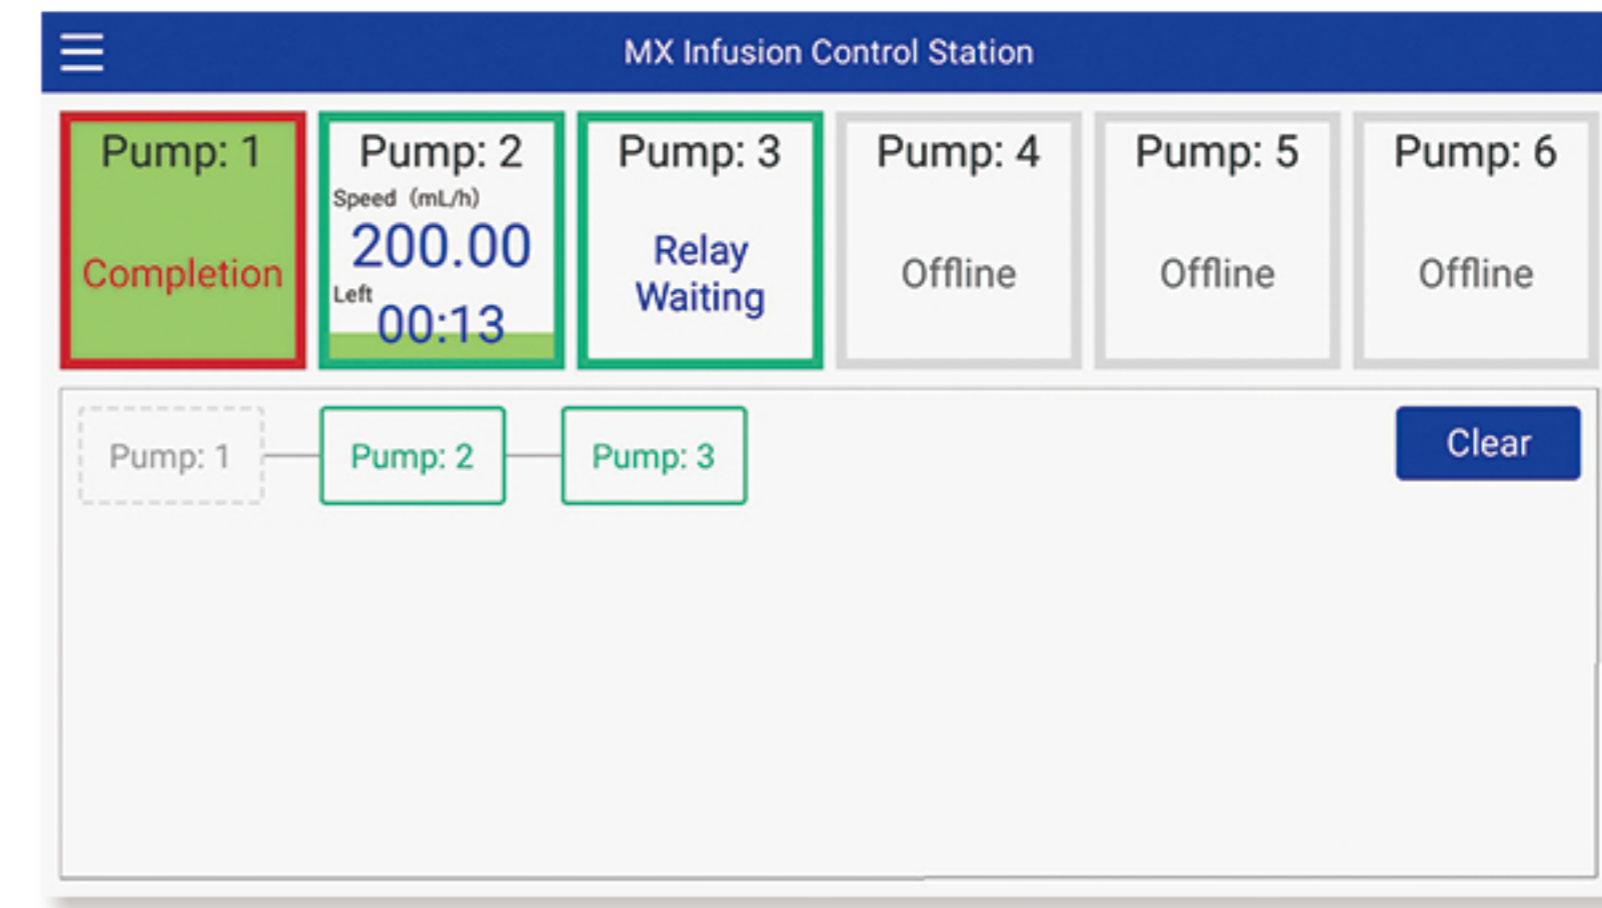 MX Infusion Control Station
Pump: 1
Completion
Pump: 2
Speed (mL/h)
200.00
Left
00:13
Pump: 3
Relay
Waiting
Pump: 4
Offline
Pump: 5
Offline
Pump: 6
Offline
Pump: 1
Pump: 2
Pump: 3
Clear